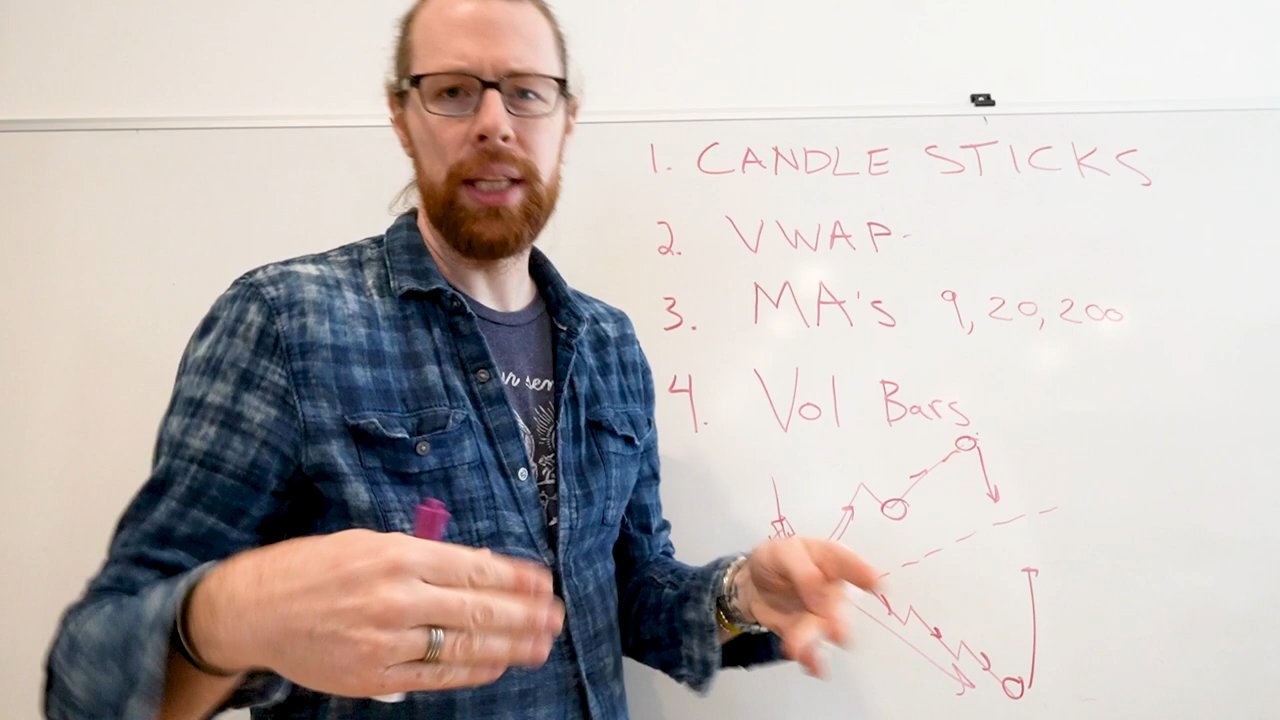 1. CANDLE STICKS
2. VWAP
3. MA's 9, 20, 200
4. Vol Bars